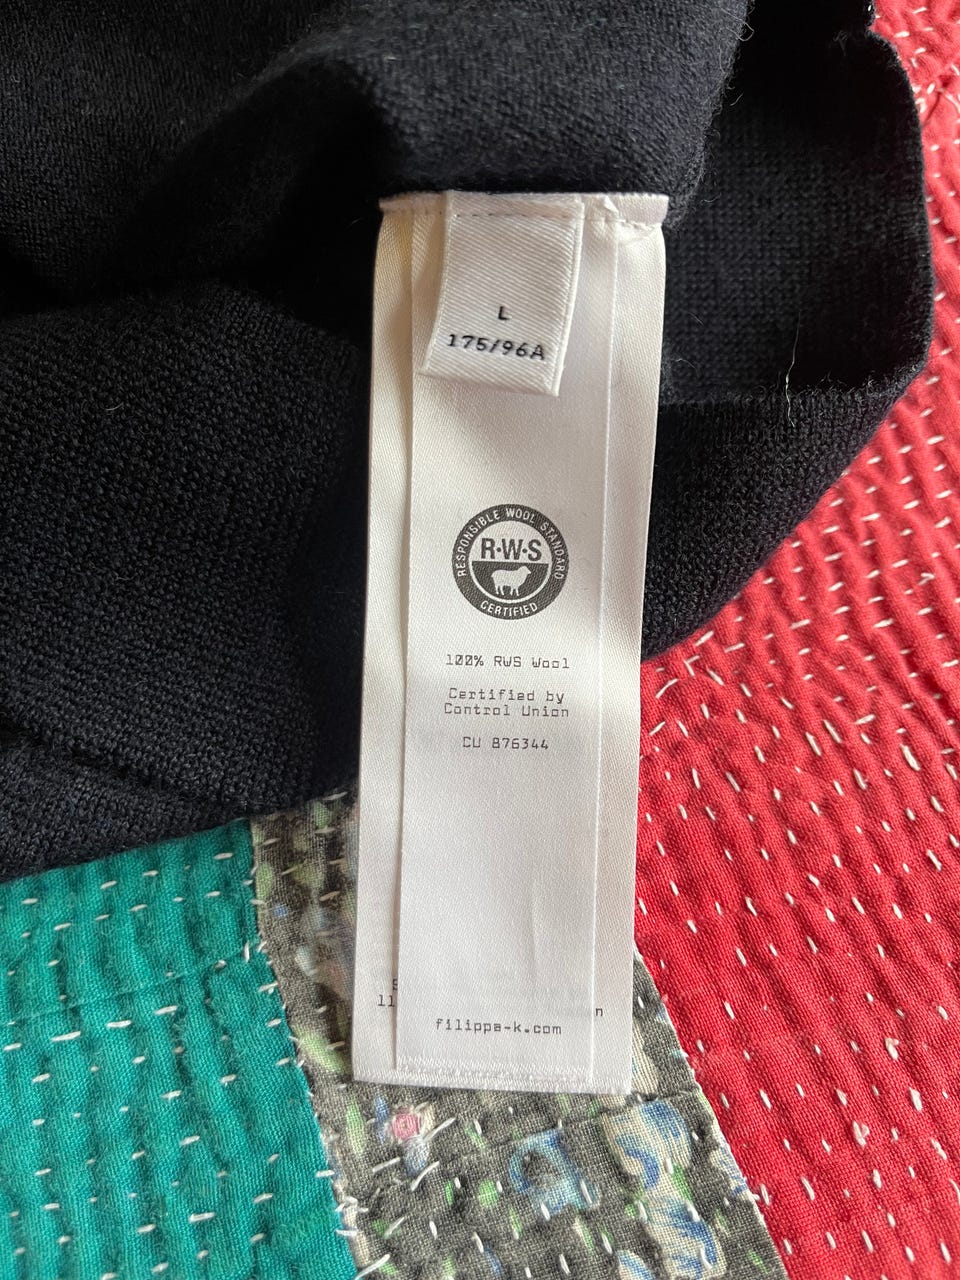 L
175/96A
RESPONSIBLE WOOL STANDARD
R·W·S
CERTIFIED
100% RWS Wool
Certified by
Control Union
CU 876344
filippa-k.com